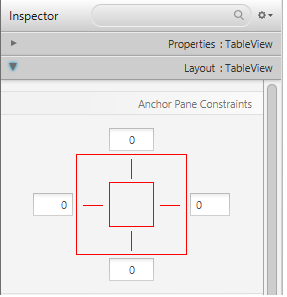 Inspector
Properties : TableView
Layout : TableView
Anchor Pane Constraints
0
0
0
0